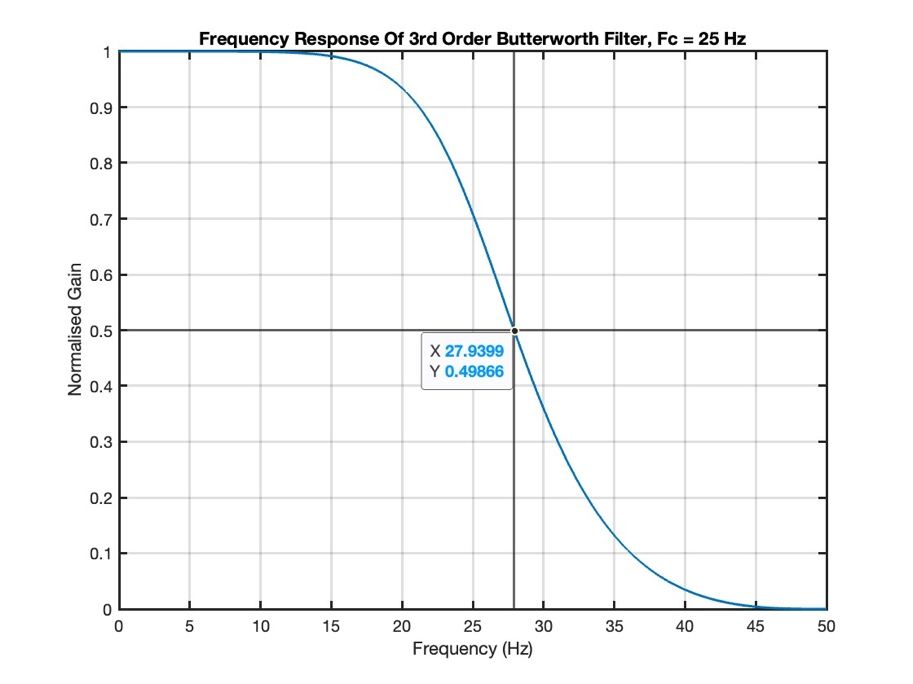 Frequency Response Of 3rd Order Butterworth Filter, Fc = 25 Hz
1
0.9
0.8
0.7
0.6
0.5
0.4
0.3
0.2
0.1
0
Normalised Gain
X 27.9399
Y 0.49866
0 5 10 15 20 25 30 35 40 45 50
Frequency (Hz)